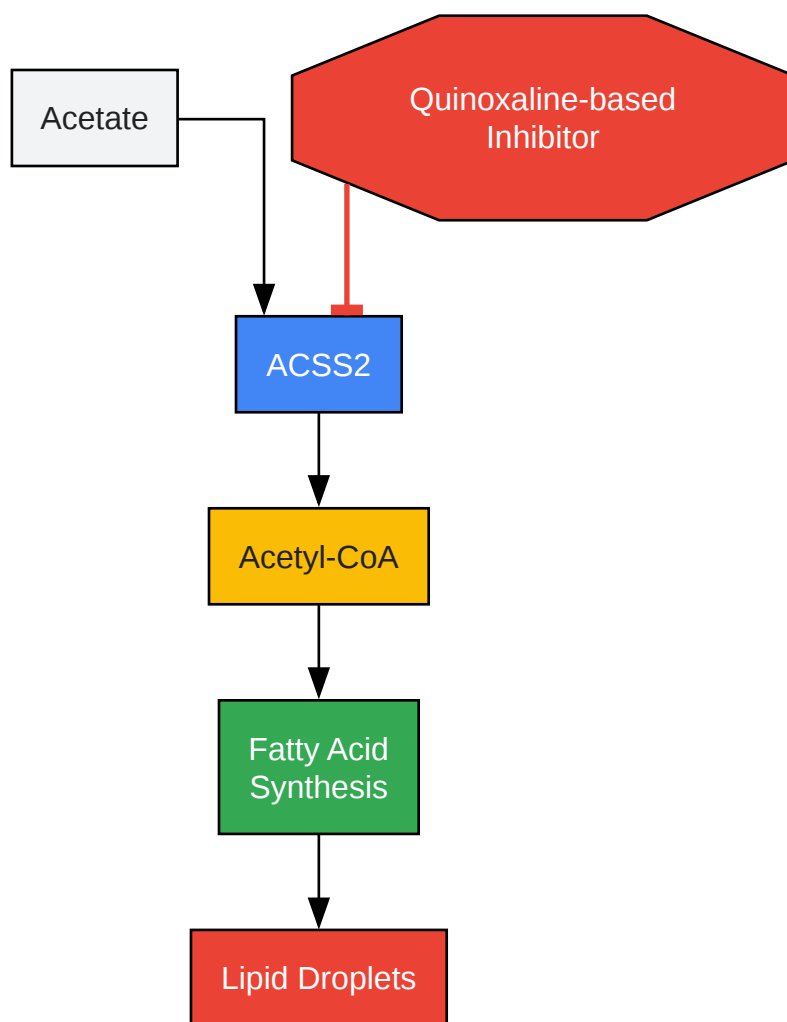 Acetate
Quinoxaline-based
Inhibitor
ACSS2
Acetyl-CoA
Fatty Acid
Synthesis
Lipid Droplets